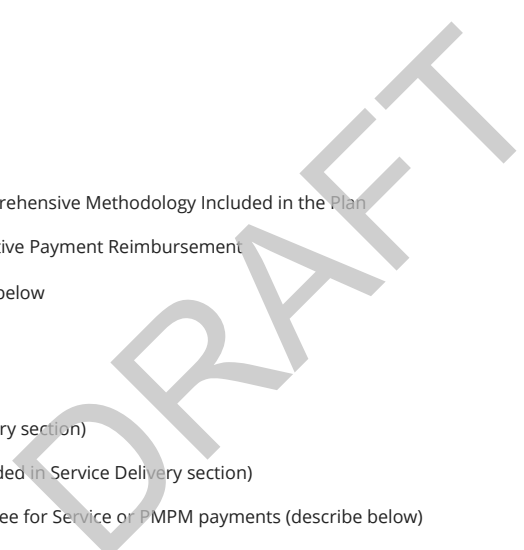 rehensive Methodology Included in the Plan
tive Payment Reimbursement
below
ry section)
ded in Service Delivery section)
ee for Service or PMPM payments (describe below)
DRAFT